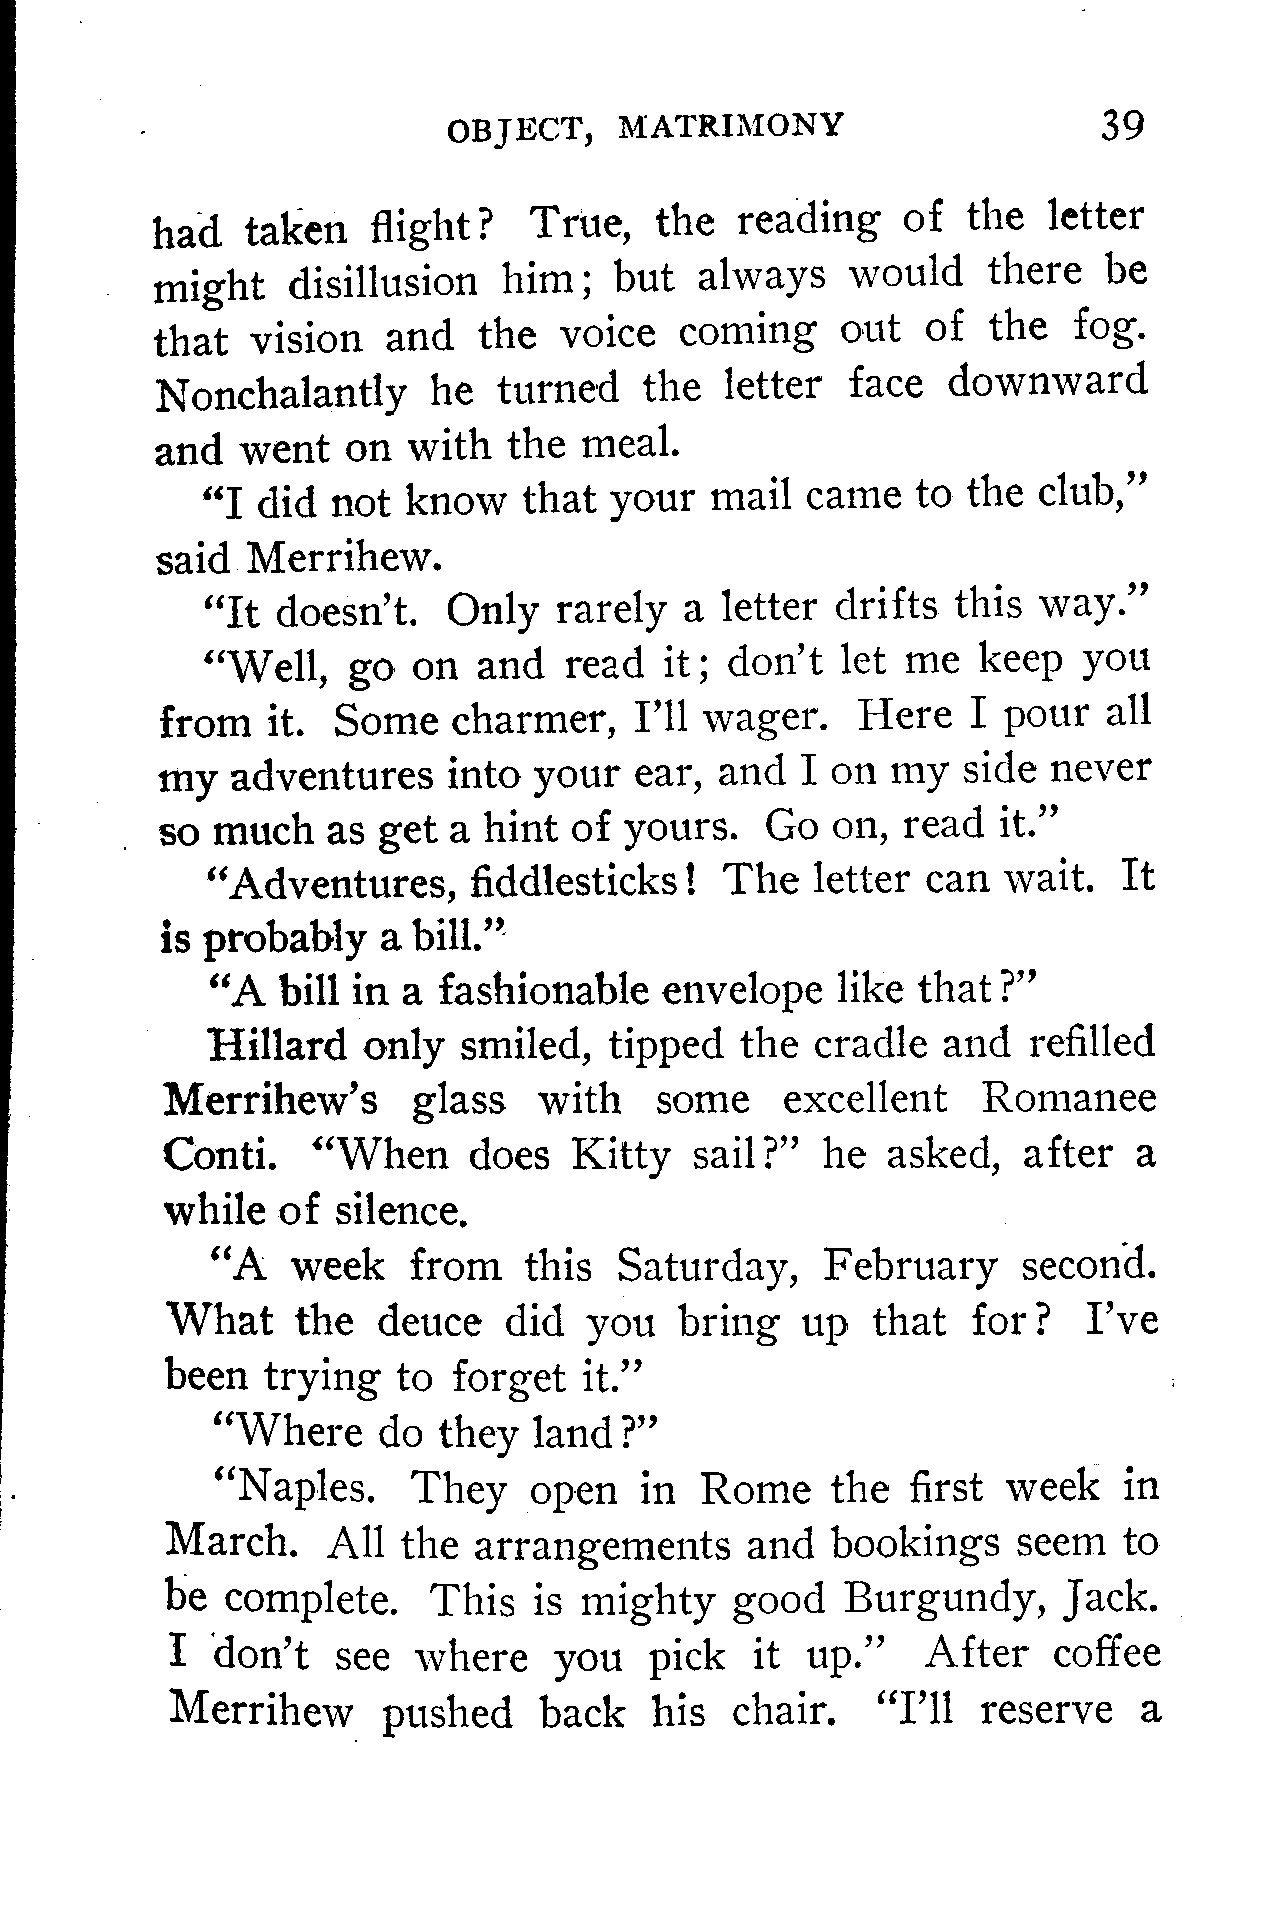 OBJECT, MATRIMONY 39
had taken flight? True, the reading of the letter
might disillusion him; but always would there be
that vision and the voice coming out of the fog.
Nonchalantly he turned the letter face downward
and went on with the meal.
"I did not know that your mail came to the club,"
said Merrihew.
"It doesn't. Only rarely a letter drifts this way."
"Well, go on and read it; don't let me keep you
from it. Some charmer, I'll wager. Here I pour all
my adventures into your ear, and I on my side never
so much as get a hint of yours. Go on, read it."
"Adventures, fiddlesticks! The letter can wait. It
is probably a bill."
"A bill in a fashionable envelope like that?"
Hillard only smiled, tipped the cradle and refilled
Merrihew's glass with some excellent Romanee
Conti. "When does Kitty sail?" he asked, after a
while of silence.
"A week from this Saturday, February second.
What the deuce did you bring up that for? I've
been trying to forget it."
"Where do they land?"
"Naples. They open in Rome the first week in
March. All the arrangements and bookings seem to
be complete. This is mighty good Burgundy, Jack.
I don't see where you pick it up." After coffee
Merrihew pushed back his chair. "I'll reserve a